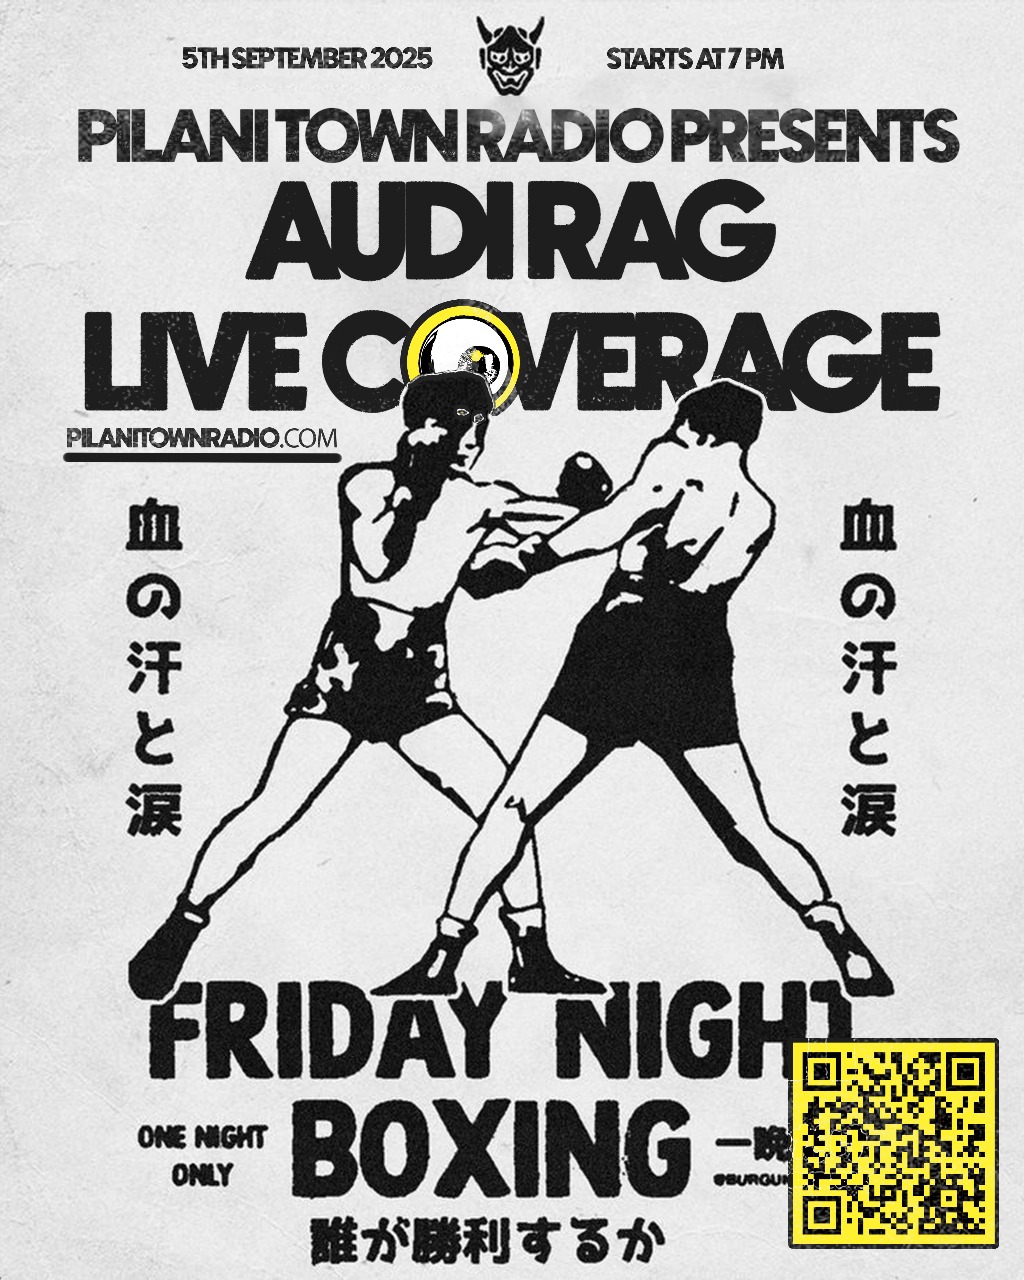 5TH SEPTEMBER 2025
STARTS AT 7 PM
PILANI TOWN RADIO PRESENTS
AUDI RAG
LIVE COVERAGE
PILANITOWNRADIO.COM
血の汗と涙
血の汗と涙
FRIDAY NIGHT
BOXING
ONE NIGHT
ONLY
一晩
誰が勝利するか